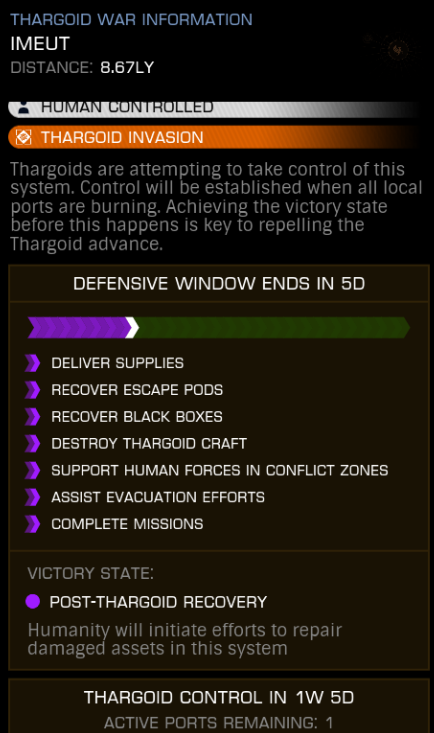 THARGOID WAR INFORMATION
IMEUT
DISTANCE: 8.67LY
HUMAN CONTROLLED
THARGOID INVASION
Thargoids are attempting to take control of this
system. Control will be established when all local
ports are burning. Achieving the victory state
before this happens is key to repelling the
Thargoid advance.
DEFENSIVE WINDOW ENDS IN 5D
DELIVER SUPPLIES
RECOVER ESCAPE PODS
RECOVER BLACK BOXES
DESTROY THARGOID CRAFT
SUPPORT HUMAN FORCES IN CONFLICT ZONES
ASSIST EVACUATION EFFORTS
COMPLETE MISSIONS
VICTORY STATE:
POST-THARGOID RECOVERY
Humanity will initiate efforts to repair
damaged assets in this system
THARGOID CONTROL IN 1W 5D
ACTIVE PORTS REMAINING: 1